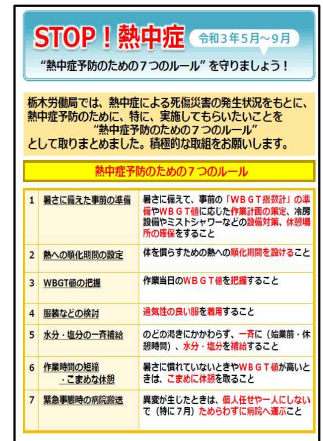 STOP！熱中症 令和3年5月～9月
“熱中症予防のための７つのルール”を守りましょう！
栃木労働局では、熱中症による死傷災害の発生状況をもとに、
熱中症予防のために、特に、実施してもらいたいことを
“熱中症予防のための７つのルール”
として取りまとめました。積極的な取組をお願いします。
熱中症予防のための７つのルール
1 暑さに備えた事前の準備 暑さに備えて、事前の「ＷＢＧＴ指数計」の準
備やＷＢＧＴ値に応じた作業計画の策定、冷房
設備やミストシャワーなどの設備対策、休憩場
所の確保をすること
2 熱への順化期間の設定 体を慣らすための熱への順化期間を設けること
3 WBGT値の把握 作業当日のＷＢＧＴ値を把握すること
4 服装などの検討 通気性の良い服を着用すること
5 水分・塩分の一斉補給 のどの渇きにかかわらず、一斉に（始業前・休
憩時間）、水分・塩分を補給すること
6 作業時間の短縮 暑さに慣れていないときやＷＢＧＴ値が高いと
・こまめな休憩 きは、こまめに休憩を取ること
7 緊急事態時の病院搬送 異変が生じたときは、個人任せや一人にしない
で（特に７月）ためらわずに病院へ運ぶこと